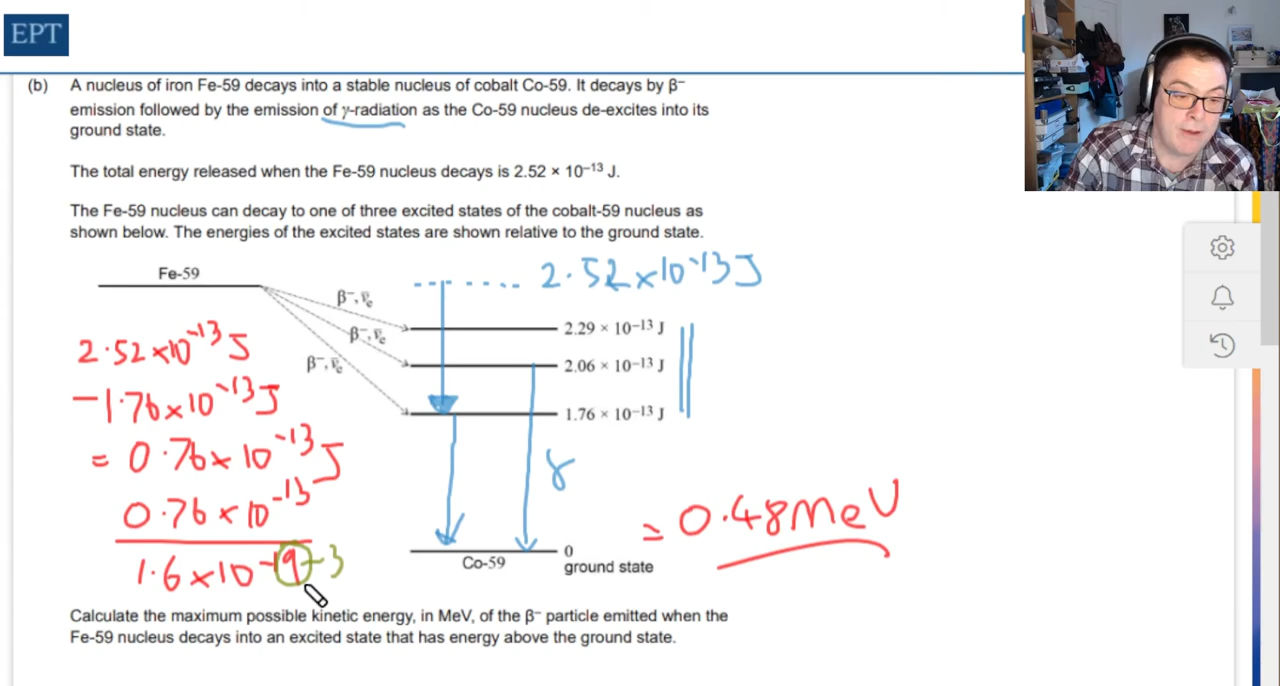 EPT
(b) A nucleus of iron Fe-59 decays into a stable nucleus of cobalt Co-59. It decays by β⁻
emission followed by the emission of γ-radiation as the Co-59 nucleus de-excites into its
ground state.
The total energy released when the Fe-59 nucleus decays is 2.52 × 10⁻¹³ J.
The Fe-59 nucleus can decay to one of three excited states of the cobalt-59 nucleus as
shown below. The energies of the excited states are shown relative to the ground state.
Fe-59
2.52×10⁻¹³ J
β⁻, ν̅ₑ
2.29 × 10⁻¹³ J
β⁻, ν̅ₑ
2.06 × 10⁻¹³ J
β⁻, ν̅ₑ
1.76 × 10⁻¹³ J
2.52×10⁻¹³ J
-1.76×10⁻¹³ J
= 0.76×10⁻¹³ J
0.76×10⁻¹³
1.6×10-19-3
γ
= 0.48MeV
0
Co-59
ground state
Calculate the maximum possible kinetic energy, in MeV, of the β⁻ particle emitted when the
Fe-59 nucleus decays into an excited state that has energy above the ground state.